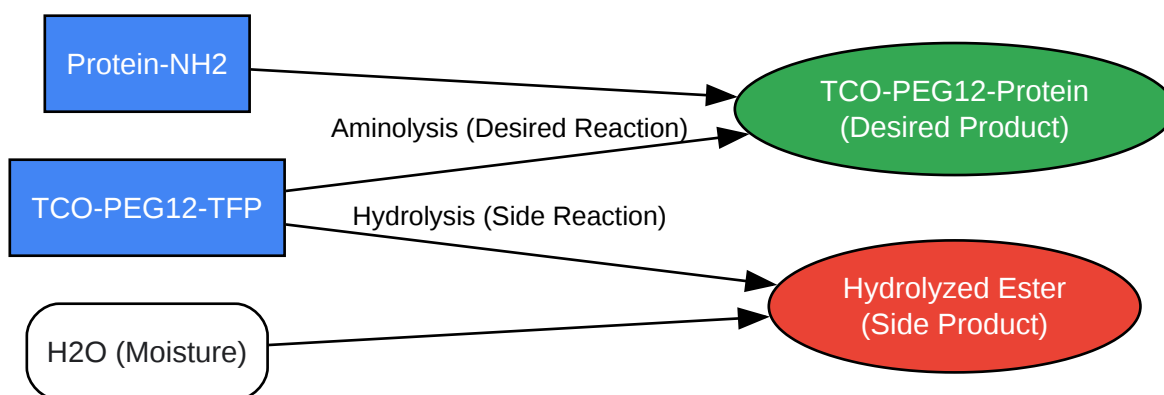 Protein-NH2
TCO-PEG12-Protein
(Desired Product)
Aminolysis (Desired Reaction)
TCO-PEG12-TFP
Hydrolysis (Side Reaction)
Hydrolyzed Ester
(Side Product)
H2O (Moisture)